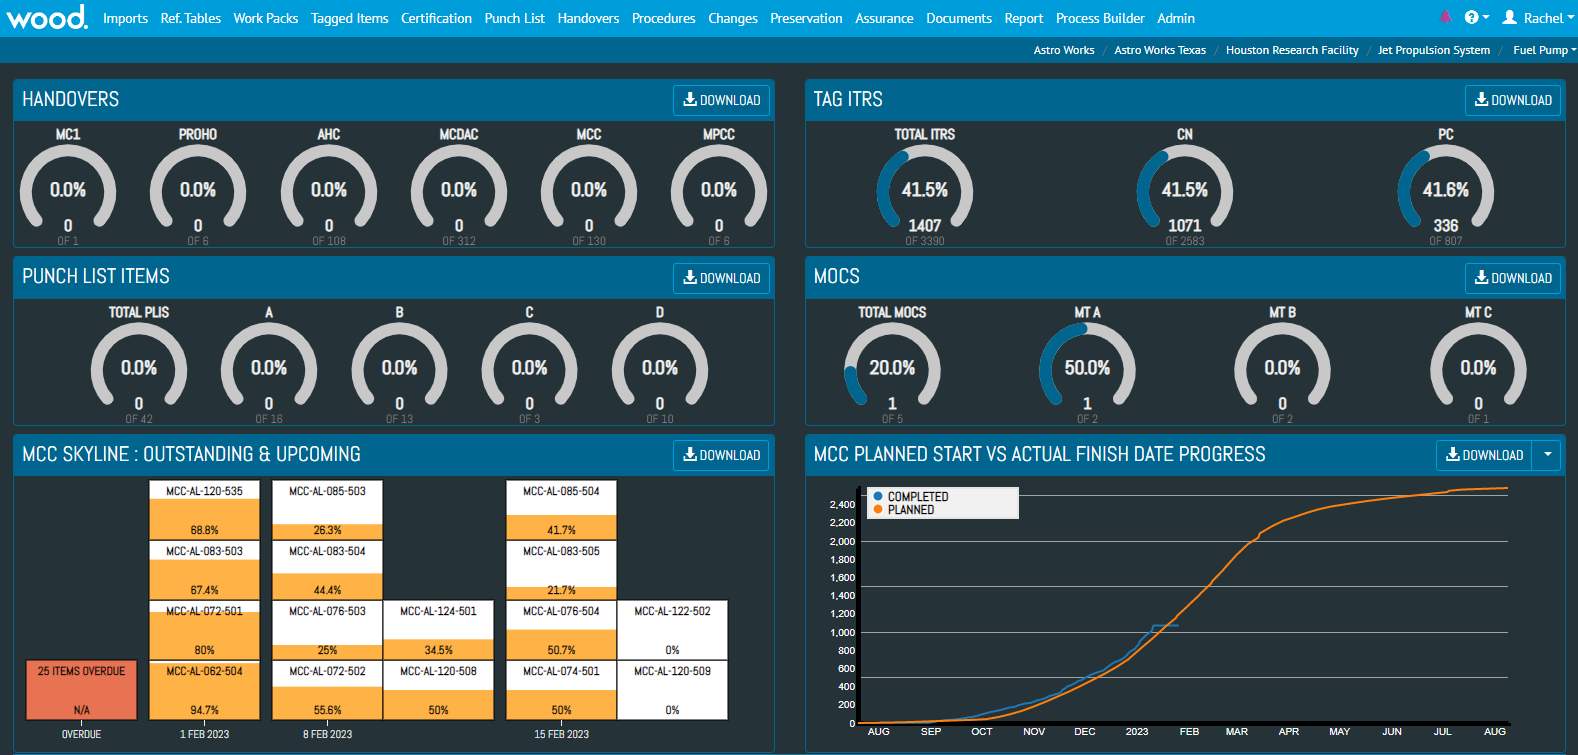 wood. Imports Ref. Tables Work Packs Tagged Items Certification Punch List Handovers Procedures Changes Preservation Assurance Documents Report Process Builder Admin ? Rachel
Astro Works / Astro Works Texas / Houston Research Facility / Jet Propulsion System / Fuel Pump
HANDOVERS DOWNLOAD
MC1 PROHO AHC MCDAC MCC MPCC
0.0% 0.0% 0.0% 0.0% 0.0% 0.0%
0 0 0 0 0 0
OF 1 OF 6 OF 108 OF 312 OF 130 OF 6
TAG ITRS DOWNLOAD
TOTAL ITRS CN PC
41.5% 41.5% 41.6%
1407 1071 336
OF 3390 OF 2583 OF 807
PUNCH LIST ITEMS DOWNLOAD
TOTAL PLIS A B C D
0.0% 0.0% 0.0% 0.0% 0.0%
0 0 0 0 0
OF 42 OF 16 OF 13 OF 3 OF 10
MOCS DOWNLOAD
TOTAL MOCS MT A MT B MT C
20.0% 50.0% 0.0% 0.0%
1 1 0 0
OF 5 OF 2 OF 2 OF 1
MCC SKYLINE : OUTSTANDING & UPCOMING DOWNLOAD
MCC-AL-120-535 MCC-AL-085-503 MCC-AL-085-504
68.8% 26.3% 41.7%
MCC-AL-083-503 MCC-AL-083-504 MCC-AL-083-505
67.4% 44.4% 21.7%
MCC-AL-072-501 MCC-AL-076-503 MCC-AL-124-501 MCC-AL-076-504 MCC-AL-122-502
80% 25% 34.5% 50.7% 0%
25 ITEMS OVERDUE MCC-AL-062-504 MCC-AL-072-502 MCC-AL-120-508 MCC-AL-074-501 MCC-AL-120-509
N/A 94.7% 55.6% 50% 50% 0%
OVERDUE 1 FEB 2023 8 FEB 2023 15 FEB 2023
MCC PLANNED START VS ACTUAL FINISH DATE PROGRESS DOWNLOAD
COMPLETED
PLANNED
2,400
2,200
2,000
1,800
1,600
1,400
1,200
1,000
800
600
400
200
0
AUG SEP OCT NOV DEC 2023 FEB MAR APR MAY JUN JUL AUG